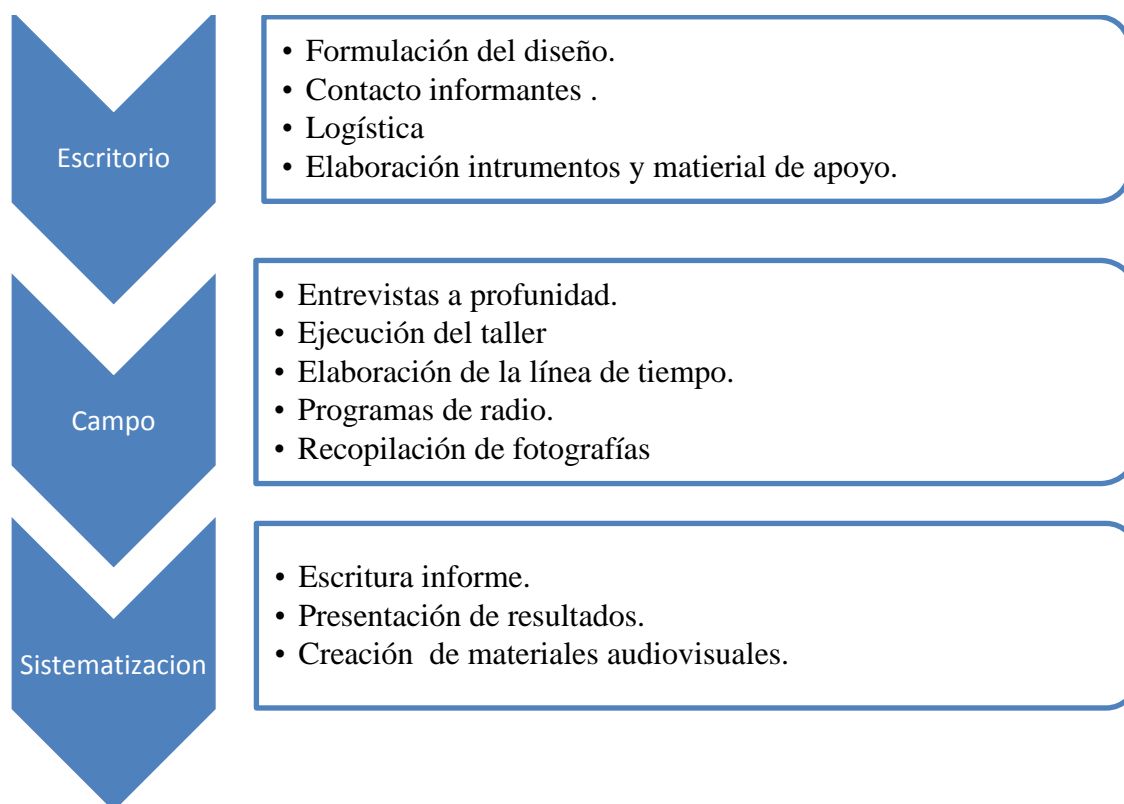 Escritorio
• Formulación del diseño.
• Contacto informantes .
• Logística
• Elaboración intrumentos y matierial de apoyo.
Campo
• Entrevistas a profunidad.
• Ejecución del taller
• Elaboración de la línea de tiempo.
• Programas de radio.
• Recopilación de fotografías
Sistematizacion
• Escritura informe.
• Presentación de resultados.
• Creación  de materiales audiovisuales.